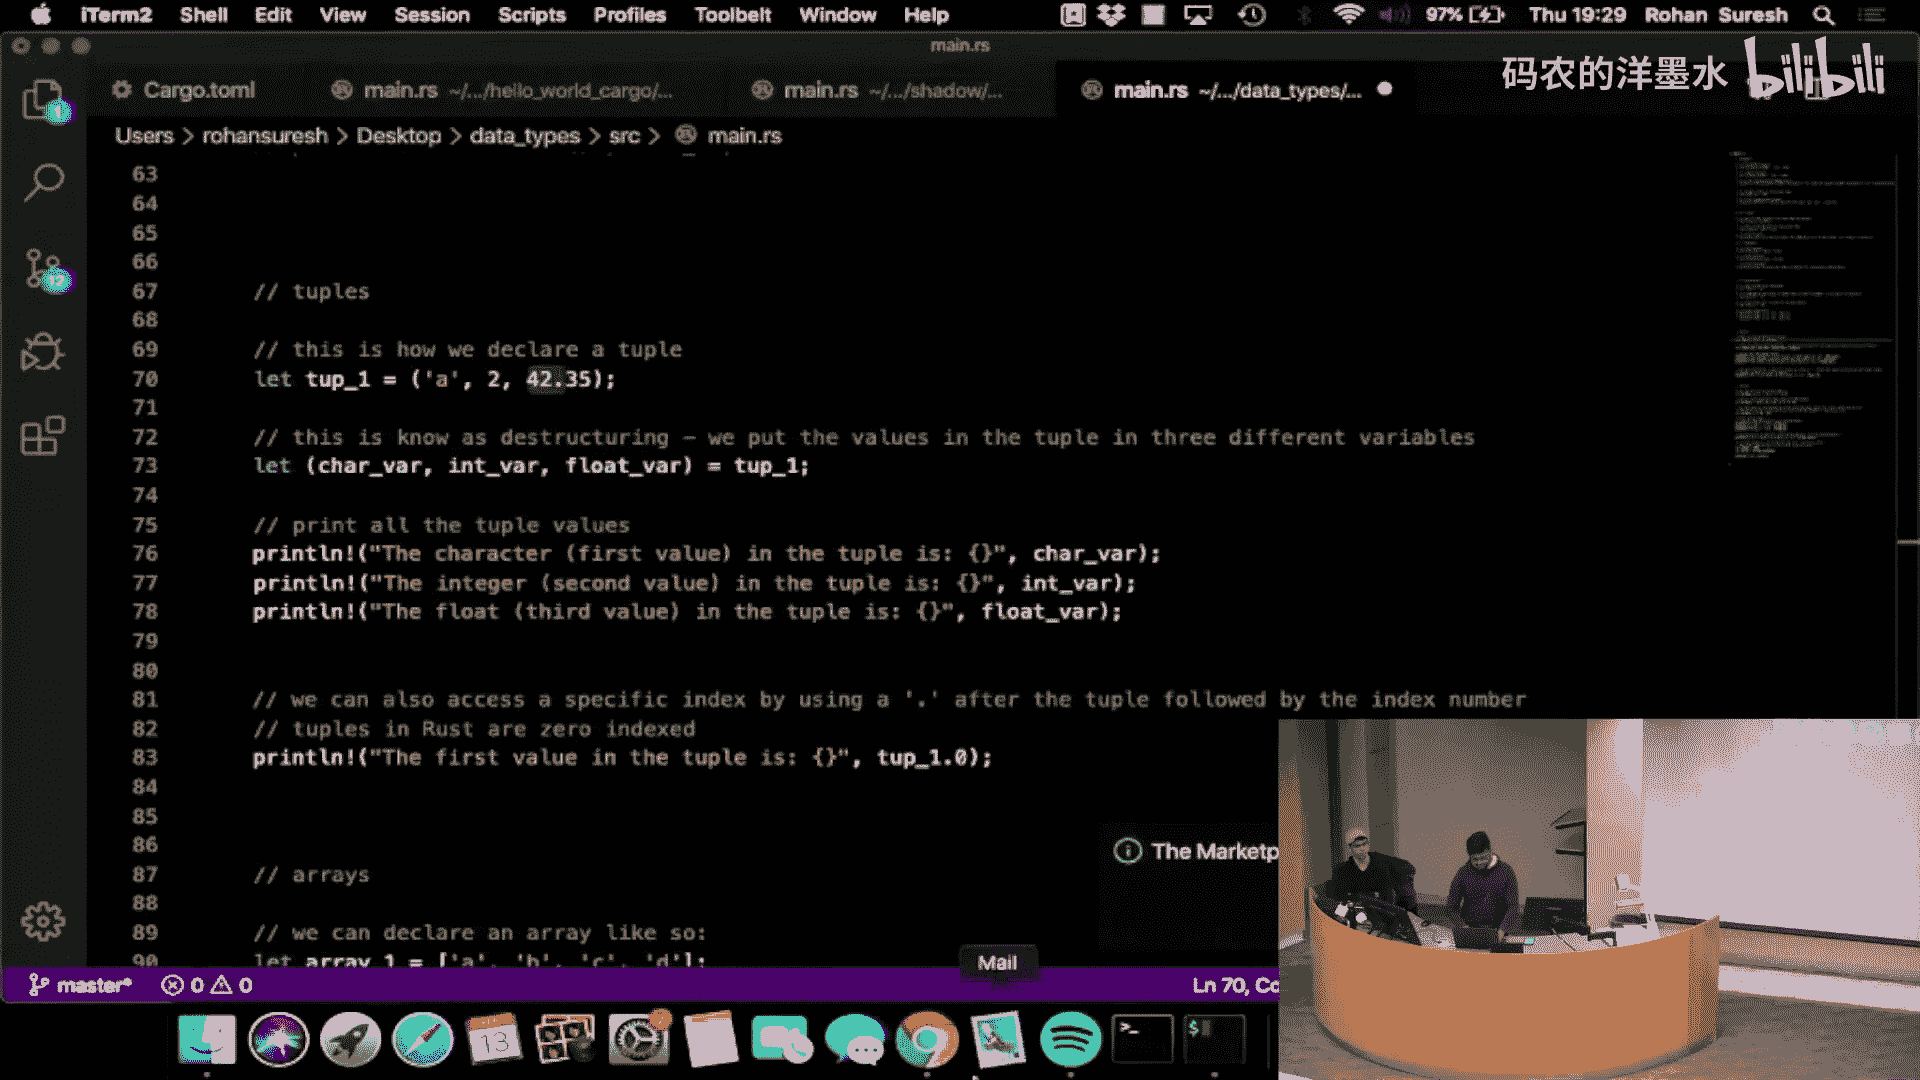 iTerm2 Shell Edit View Session Scripts Profiles Toolbelt Window Help 97% Thu 19:29 Rohan Suresh
main.rs
码农的洋墨水 bilibili
Cargo.toml main.rs ~/.../hello_world_cargo/... main.rs ~/.../shadow/... main.rs ~/.../data_types/...
Users > rohansuresh > Desktop > data_types > src > main.rs
63
64
65
66
67 // tuples
68
69 // this is how we declare a tuple
70 let tup_1 = ('a', 2, 42.35);
71
72 // this is know as destructuring – we put the values in the tuple in three different variables
73 let (char_var, int_var, float_var) = tup_1;
74
75 // print all the tuple values
76 println!("The character (first value) in the tuple is: {}", char_var);
77 println!("The integer (second value) in the tuple is: {}", int_var);
78 println!("The float (third value) in the tuple is: {}", float_var);
79
80
81 // we can also access a specific index by using a '.' after the tuple followed by the index number
82 // tuples in Rust are zero indexed
83 println!("The first value in the tuple is: {}", tup_1.0);
84
85
86
The Marketp
87 // arrays
88
89 // we can declare an array like so:
90 let array_1 = ['a', 'b', 'c', 'd'];
Mail
master* 0 0 Ln 70, Co
13